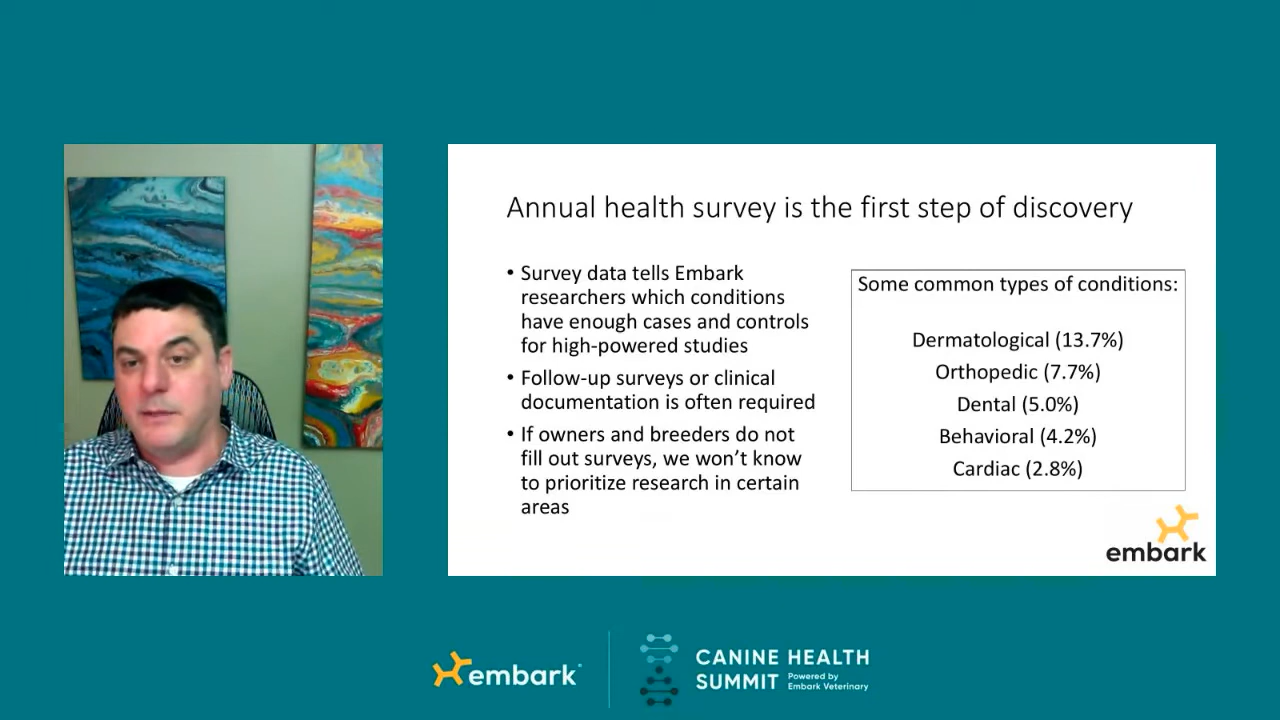 Annual health survey is the first step of discovery
• Survey data tells Embark
researchers which conditions
have enough cases and controls
for high-powered studies
• Follow-up surveys or clinical
documentation is often required
• If owners and breeders do not
fill out surveys, we won't know
to prioritize research in certain
areas
Some common types of conditions:
Dermatological (13.7%)
Orthopedic (7.7%)
Dental (5.0%)
Behavioral (4.2%)
Cardiac (2.8%)
embark
embark
CANINE HEALTH
SUMMIT Powered by
Embark Veterinary